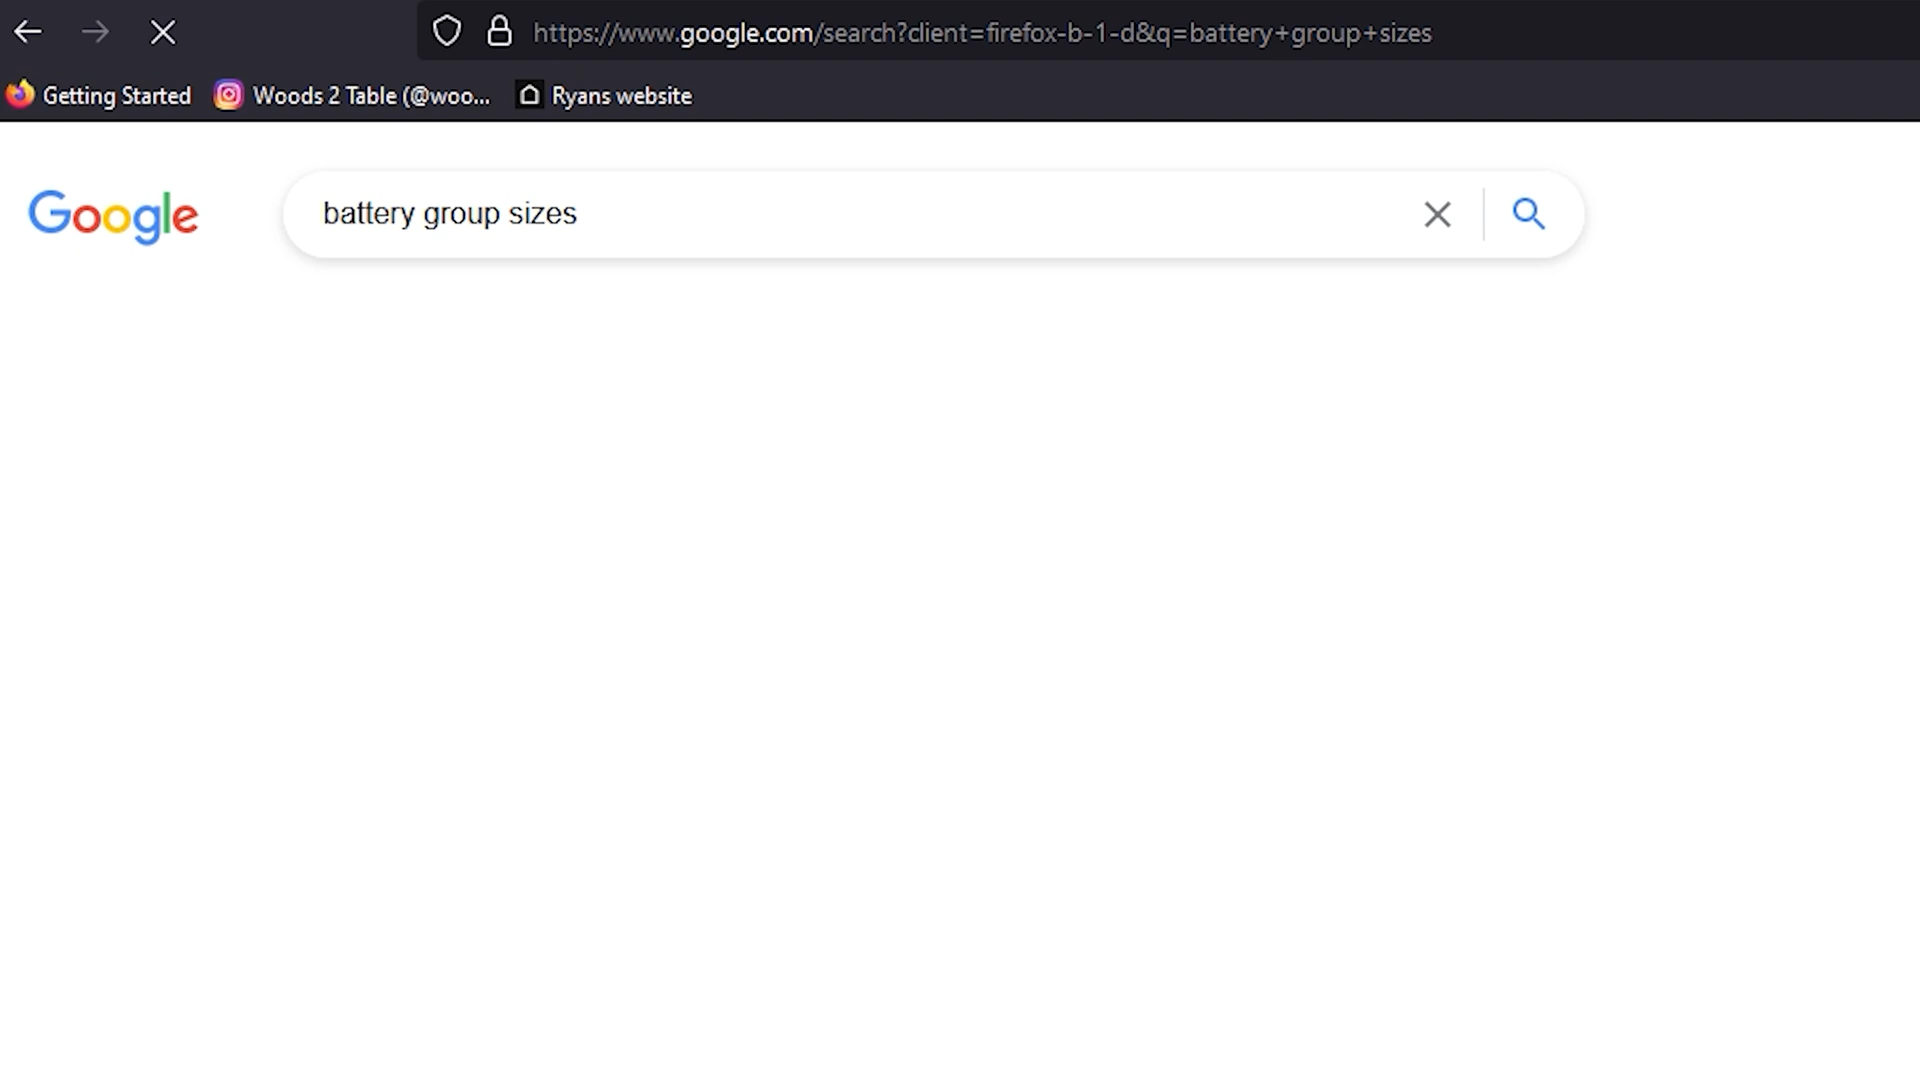 https://www.google.com/search?client=firefox-b-1-d&q=battery+group+sizes
Getting Started Woods 2 Table (@woo... Ryans website
Google battery group sizes